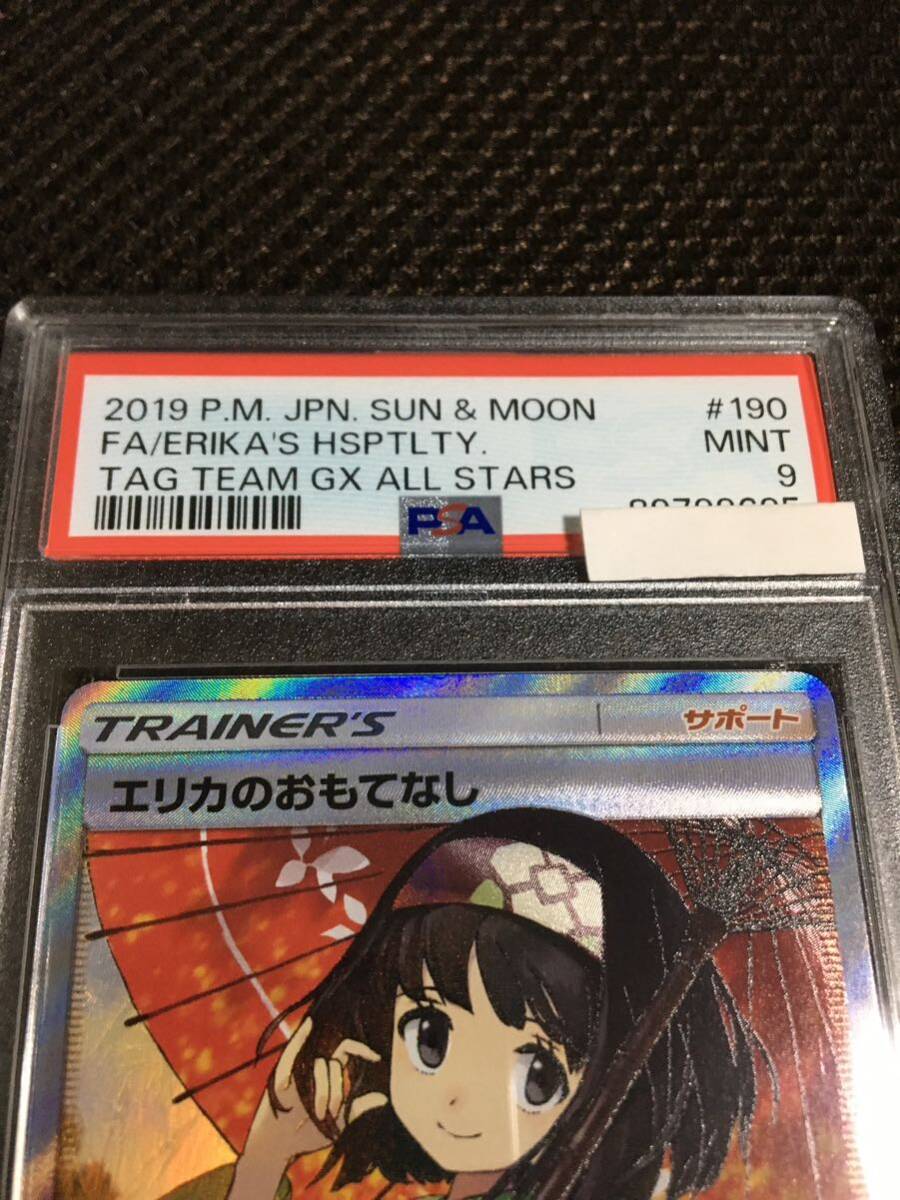 2019 P.M. JPN. SUN & MOON #190
FA/ERIKA'S HSPTLTY. MINT
TAG TEAM GX ALL STARS 9
PSA
TRAINER'S サポート
エリカのおもてなし